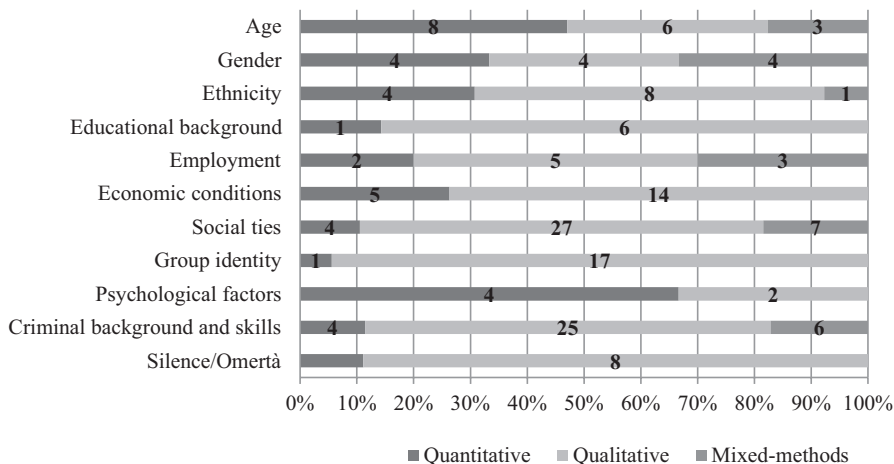 Age 8 6 3
Gender 4 4 4
Ethnicity 4 8 1
Educational background 1 6
Employment 2 5 3
Economic conditions 5 14
Social ties 4 27 7
Group identity 1 17
Psychological factors 4 2
Criminal background and skills 4 25 6
Silence/Omertà 8
0% 10% 20% 30% 40% 50% 60% 70% 80% 90% 100%
Quantitative Qualitative Mixed-methods